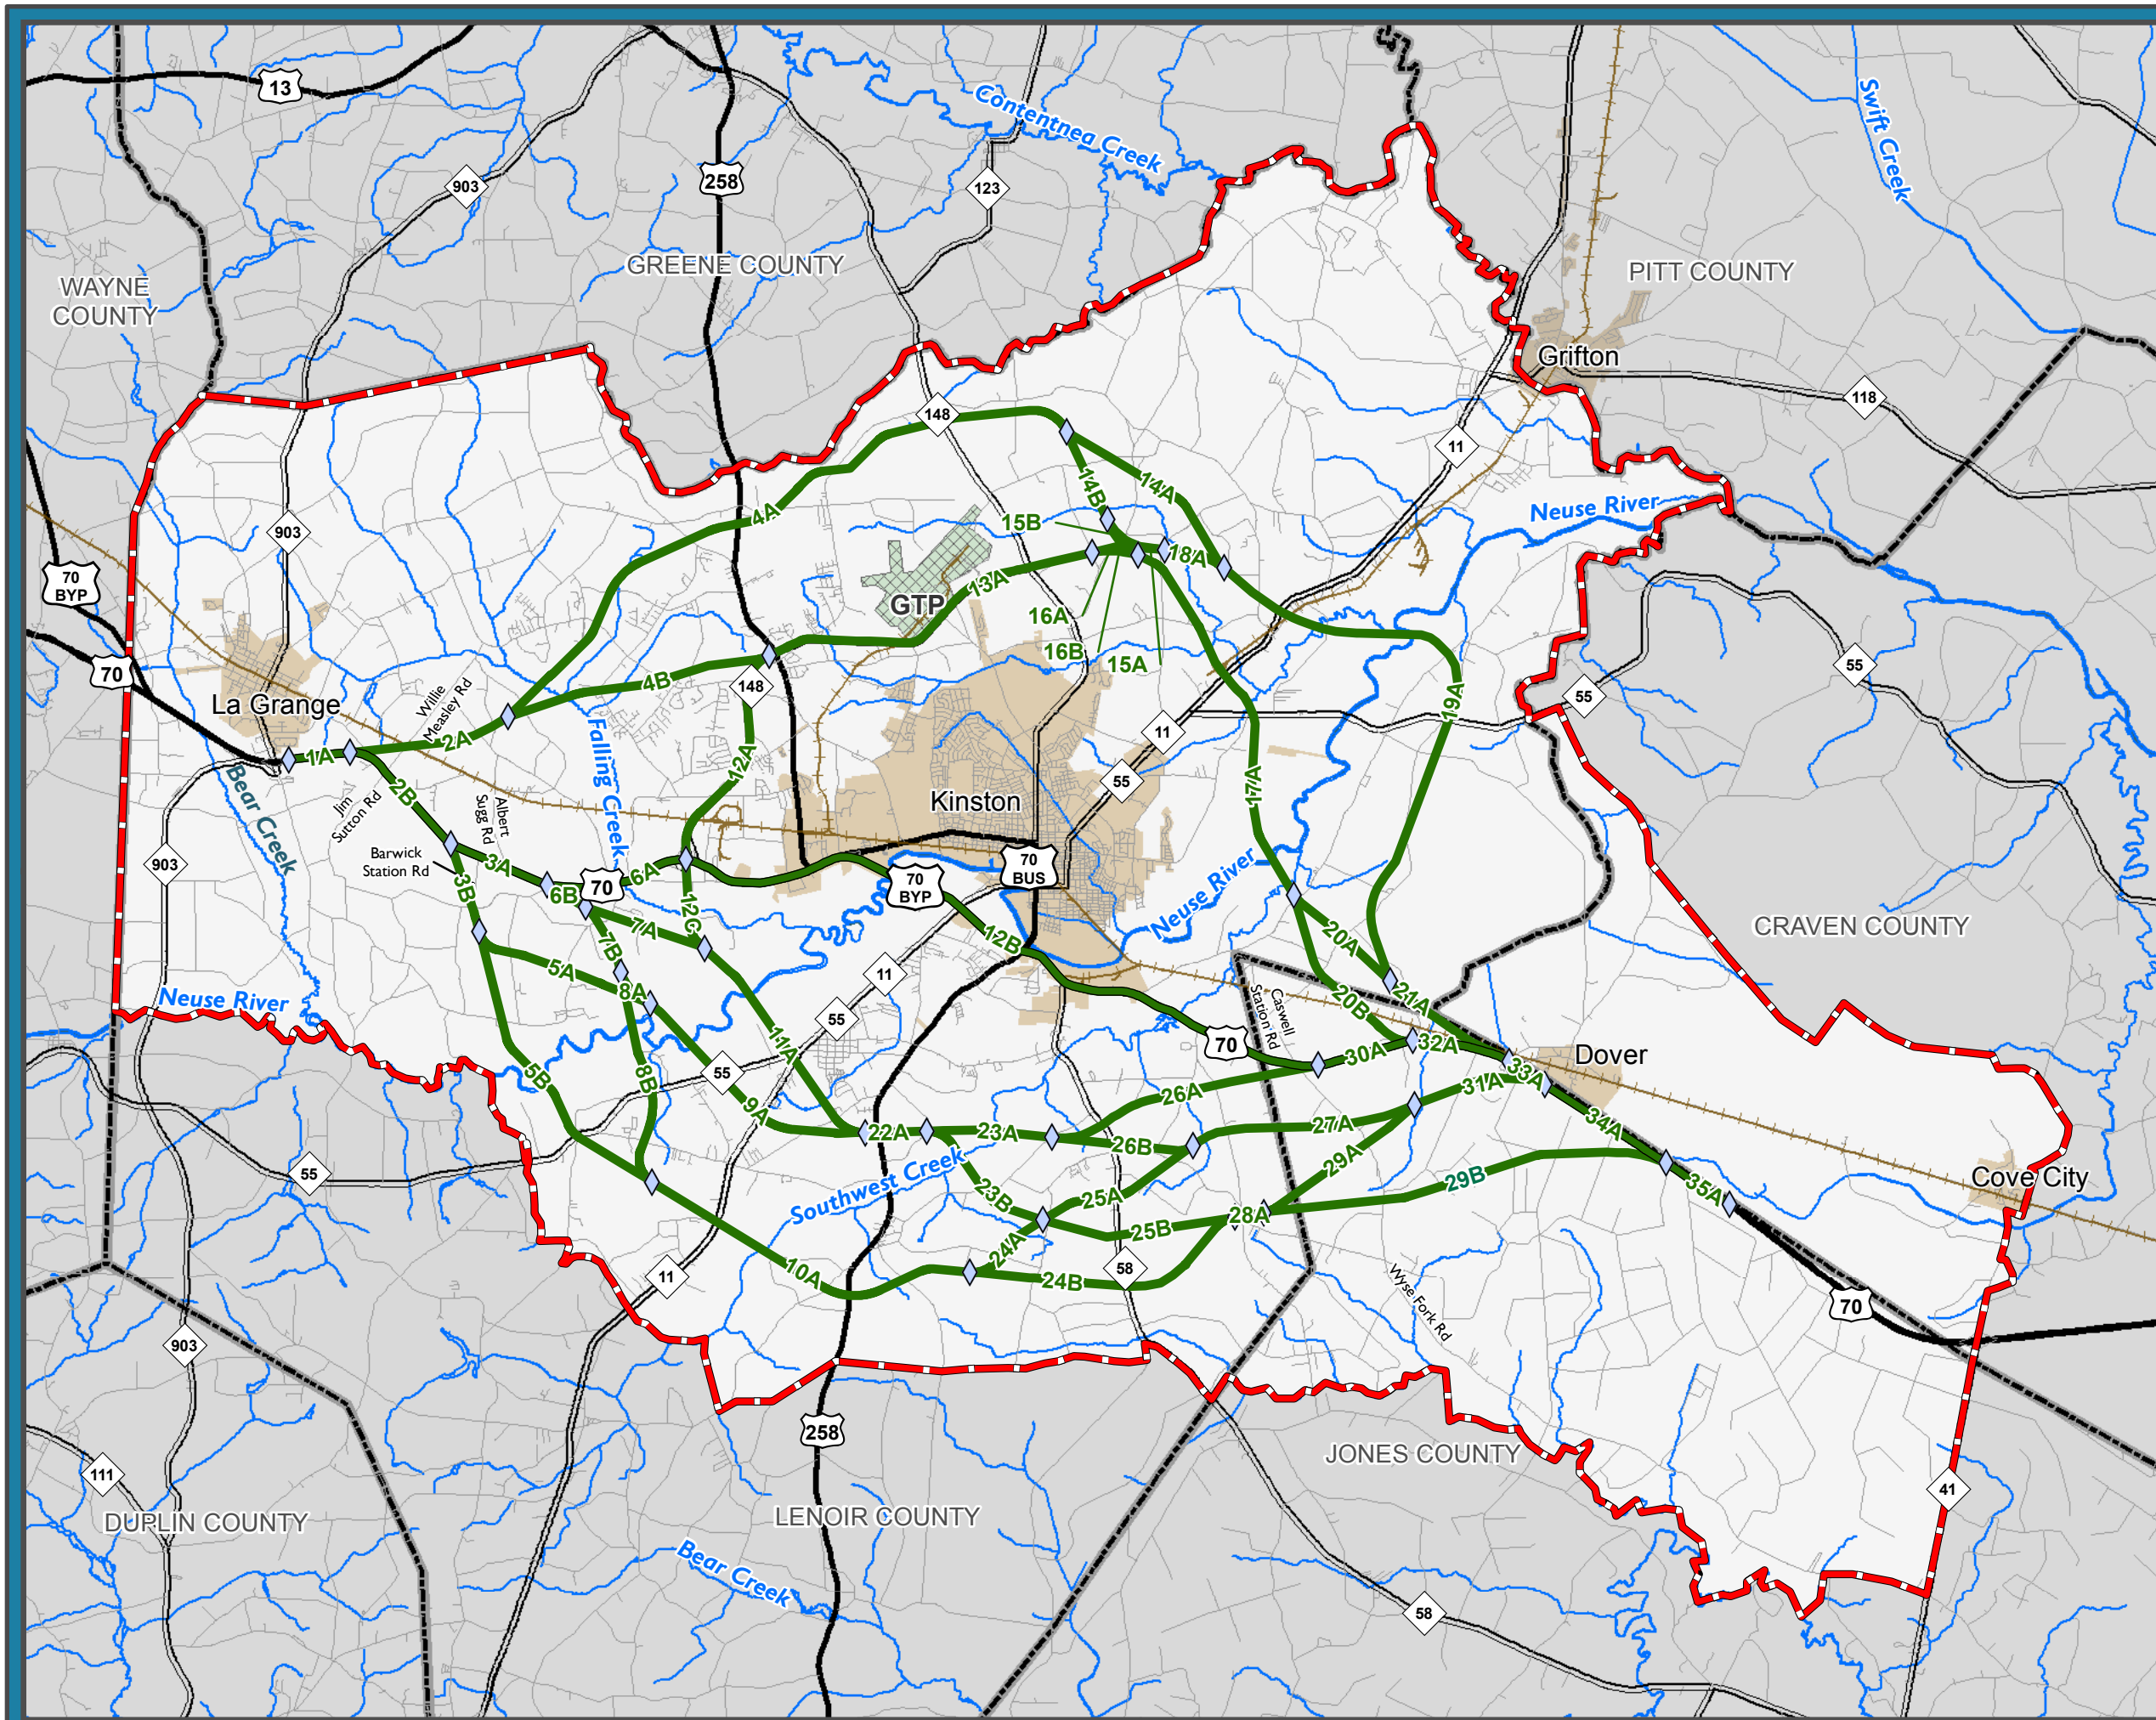 13
Contentnea Creek
Swift Creek
258
903
123
GREENE COUNTY
PITT COUNTY
WAYNE
COUNTY
Grifton
118
148
11
4A
14B
14A
Neuse River
15B
903
18A
70
BYP
13A
GTP
16A
16B
15A
55
70
4B
148
55
19A
La Grange
Willie
Measley Rd
2A
11
1A
Falling Creek
12A
55
17A
2B
Jim
Sutton Rd
Bear Creek
Albert
Sugg Rd
Kinston
Barwick
Station Rd
903
3A
3B
6B
70
6A
70
BYP
70
BUS
Neuse River
12C
7A
7B
12B
20A
CRAVEN COUNTY
5A
8A
11
Neuse River
55
20B
21A
Caswell
Station Rd
11A
70
30A
32A
Dover
5B
8B
55
33A
31A
26A
9A
34A
22A
23A
26B
27A
29A
55
Southwest Creek
23B
25A
29B
35A
Cove City
25B
28A
24A
10A
11
24B
58
Wyse Fork Rd
70
903
258
111
JONES COUNTY
41
DUPLIN COUNTY
LENOIR COUNTY
Bear Creek
58